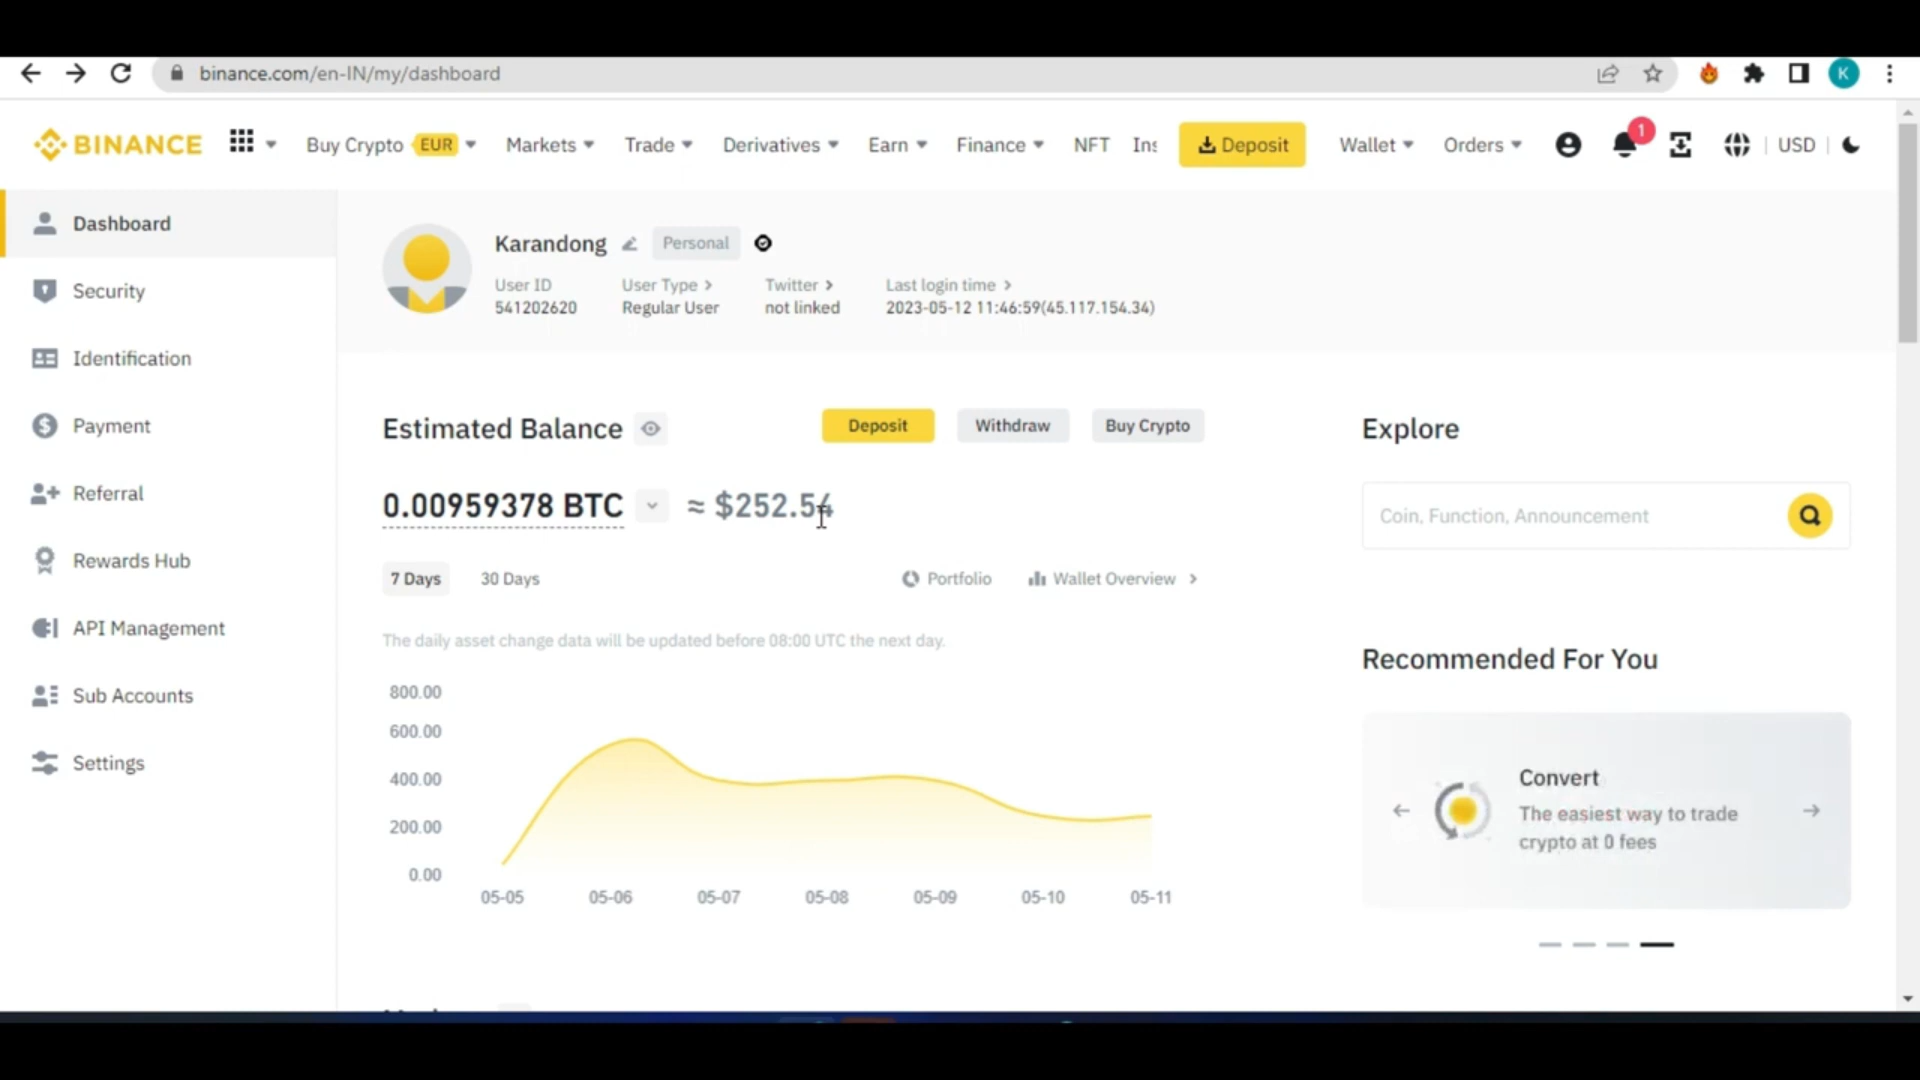 binance.com/en-IN/my/dashboard
K
BINANCE
Buy Crypto EUR
Markets
Trade
Derivatives
Earn
Finance
NFT
Ins
Deposit
Wallet
Orders
1
USD
Dashboard
Security
Identification
Payment
Referral
Rewards Hub
API Management
Sub Accounts
Settings
Karandong
Personal
User ID
541202620
User Type
Regular User
Twitter
not linked
Last login time
2023-05-12 11:46:59(45.117.154.34)
Estimated Balance
Deposit
Withdraw
Buy Crypto
0.00959378 BTC ≈ $252.54
7 Days
30 Days
Portfolio
Wallet Overview
The daily asset change data will be updated before 08:00 UTC the next day.
800.00
600.00
400.00
200.00
0.00
05-05
05-06
05-07
05-08
05-09
05-10
05-11
Explore
Coin, Function, Announcement
Recommended For You
Convert
The easiest way to trade
crypto at 0 fees